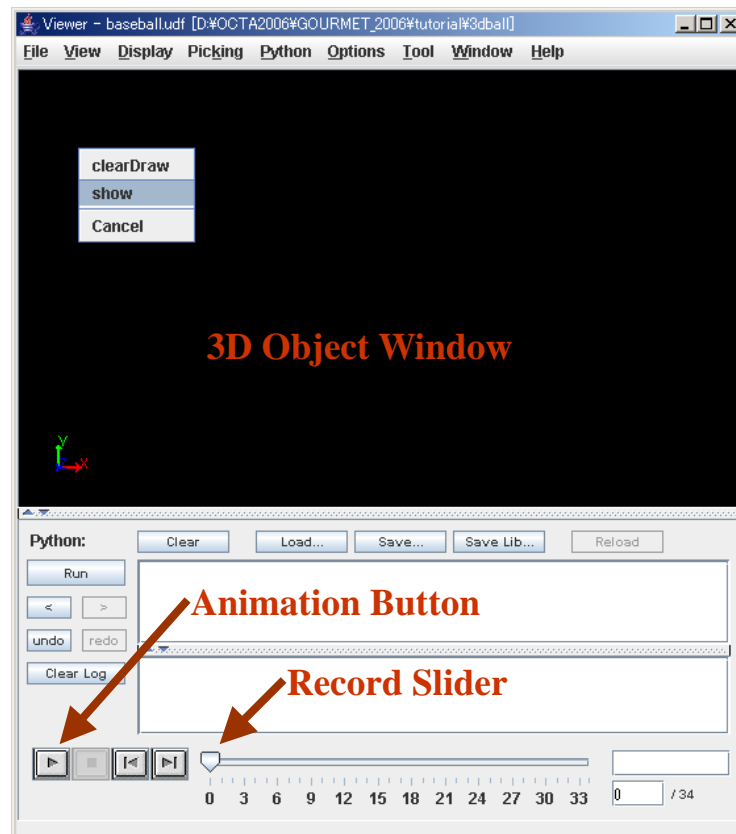 Viewer - baseball.udf [D:¥OCTA2006¥GOURMET_2006¥tutorial¥3dball]
File View Display Picking Python Options Tool Window Help
clearDraw
show
Cancel
3D Object Window
y
x
Python: Clear Load... Save... Save Lib... Reload
Run
< >
Animation Button
undo redo
Clear Log
Record Slider
0 3 6 9 12 15 18 21 24 27 30 33
0 / 34